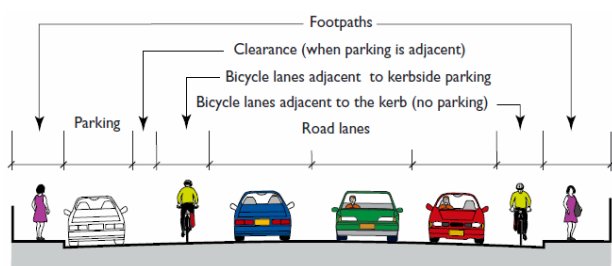 Footpaths
Clearance (when parking is adjacent)
Bicycle lanes adjacent to kerbside parking
Bicycle lanes adjacent to the kerb (no parking)
Parking
Road lanes